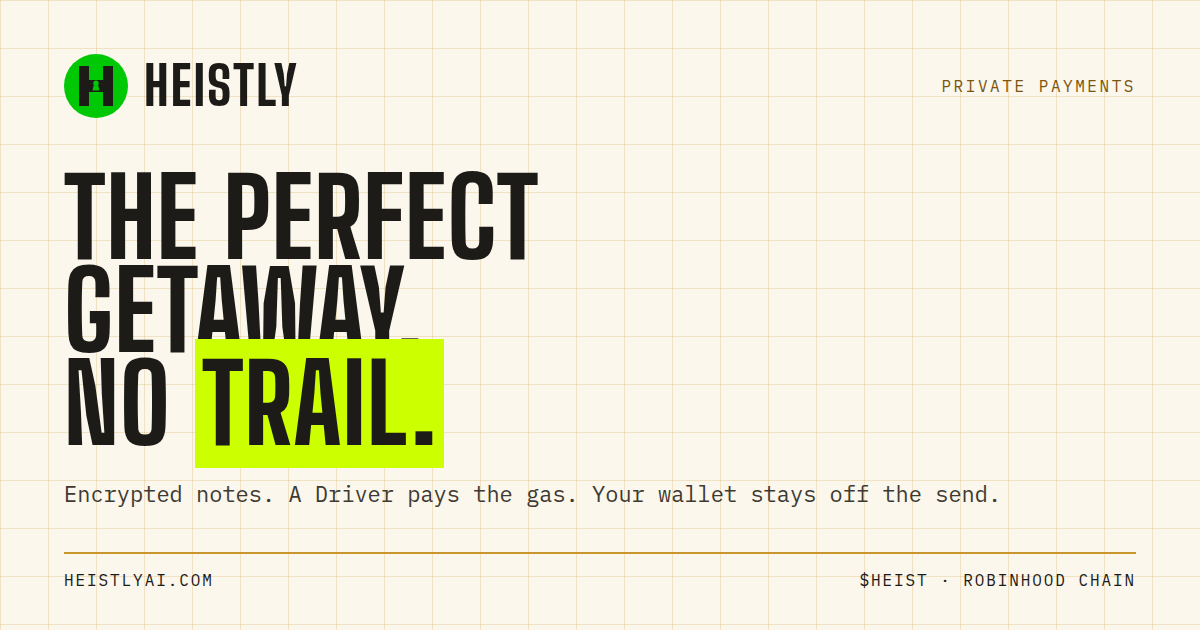 HEISTLY
PRIVATE PAYMENTS
THE PERFECT
GETAWAY.
NO TRAIL.
Encrypted notes. A Driver pays the gas. Your wallet stays off the send.
HEISTLYAI.COM
$HEIST · ROBINHOOD CHAIN